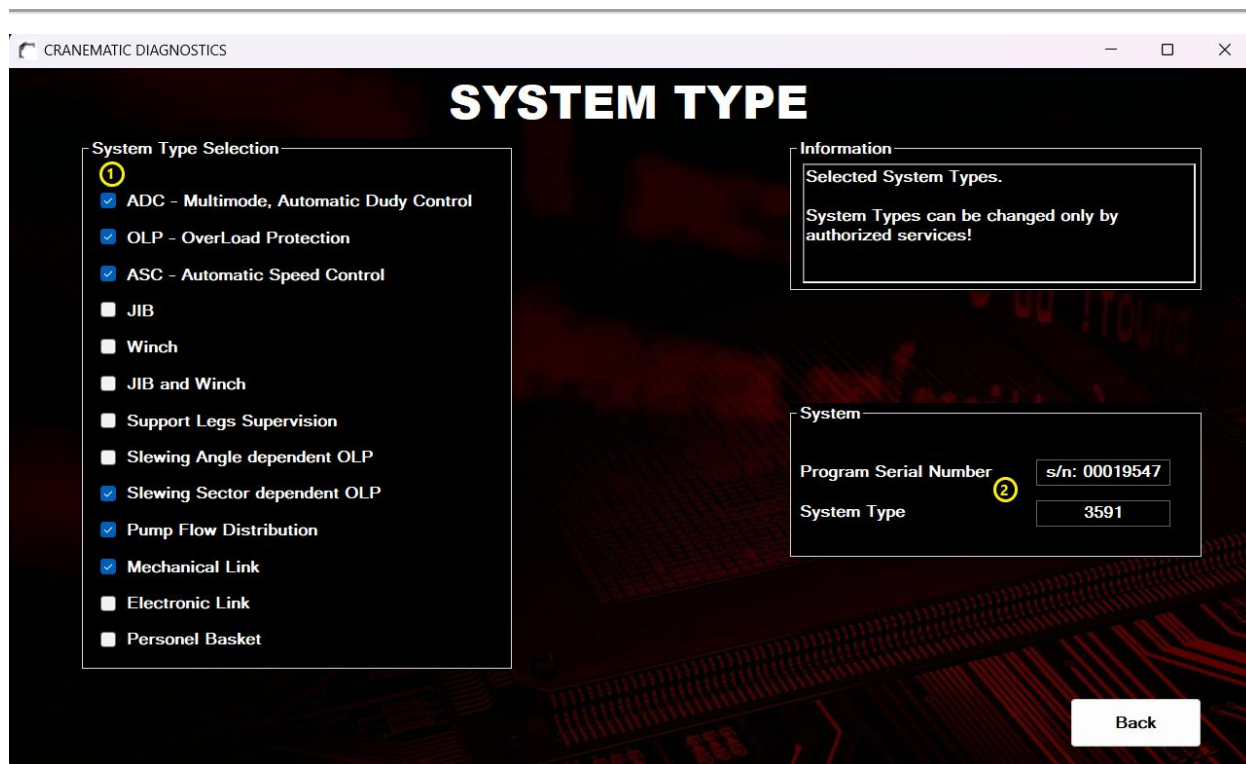 CRANEMATIC DIAGNOSTICS
SYSTEM TYPE
System Type Selection
1
ADC - Multimode, Automatic Dudy Control
OLP - OverLoad Protection
ASC - Automatic Speed Control
JIB
Winch
JIB and Winch
Support Legs Supervision
Slewing Angle dependent OLP
Slewing Sector dependent OLP
Pump Flow Distribution
Mechanical Link
Electronic Link
Personel Basket
Information
Selected System Types.
System Types can be changed only by
authorized services!
System
Program Serial Number s/n: 00019547
2
System Type 3591
Back